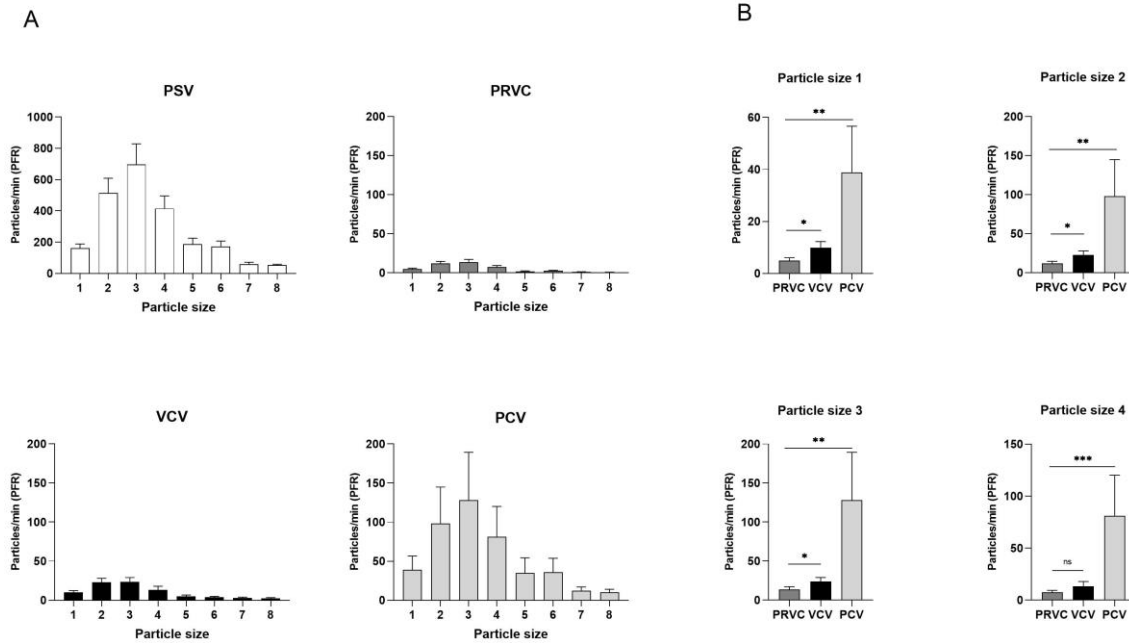 A
B
PSV
Particles/min (PFR)
1000
800
600
400
200
0
1 2 3 4 5 6 7 8
Particle size
PRVC
Particles/min (PFR)
200
150
100
50
0
1 2 3 4 5 6 7 8
Particle size
Particle size 1
Particles/min (PFR)
60
40
20
0
**
*
PRVC VCV PCV
Particle size 2
Particles/min (PFR)
200
150
100
50
0
**
*
PRVC VCV PCV
VCV
Particles/min (PFR)
200
150
100
50
0
1 2 3 4 5 6 7 8
Particle size
PCV
Particles/min (PFR)
200
150
100
50
0
1 2 3 4 5 6 7 8
Particle size
Particle size 3
Particles/min (PFR)
200
150
100
50
0
**
*
PRVC VCV PCV
Particle size 4
Particles/min (PFR)
150
100
50
0
***
ns
PRVC VCV PCV